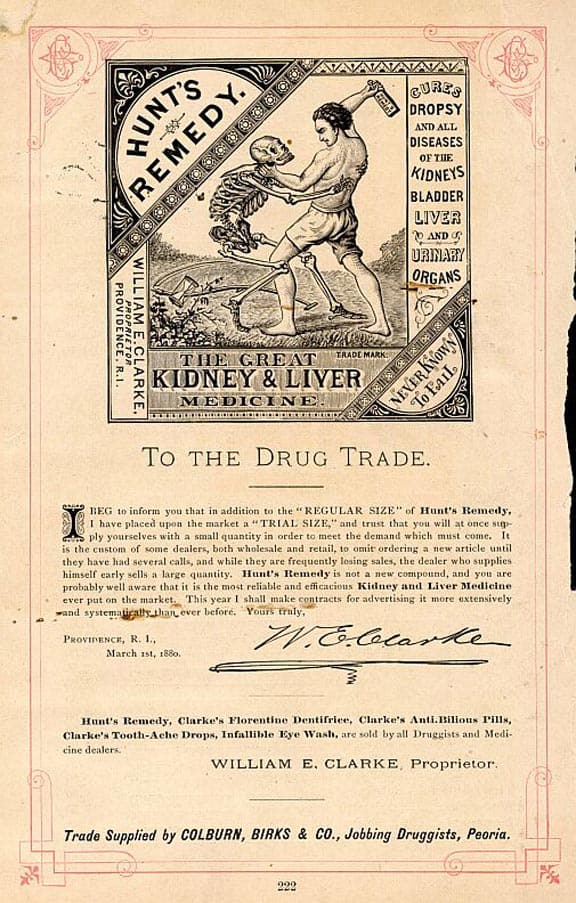 HUNT'S
REMEDY.
CURES
DROPSY
AND ALL
DISEASES
OF THE
KIDNEYS
BLADDER
LIVER
AND
URINARY
ORGANS
WILLIAM E. CLARKE,
PROPRIETOR
PROVIDENCE, R.I.
TRADE MARK.
THE GREAT
KIDNEY & LIVER
MEDICINE.
NEVER KNOWN
To FAIL
TO THE DRUG TRADE.
I BEG to inform you that in addition to the "REGULAR SIZE" of Hunt's Remedy,
I have placed upon the market a "TRIAL SIZE," and trust that you will at once sup-
ply yourselves with a small quantity in order to meet the demand which must come. It
is the custom of some dealers, both wholesale and retail, to omit ordering a new article until
they have had several calls, and while they are frequently losing sales, the dealer who supplies
himself early sells a large quantity. Hunt's Remedy is not a new compound, and you are
probably well aware that it is the most reliable and efficacious Kidney and Liver Medicine
ever put on the market. This year I shall make contracts for advertising it more extensively
and systematically than ever before. Yours truly,
PROVIDENCE, R. I.,
March 1st, 1880.
W. E. Clarke
Hunt's Remedy, Clarke's Florentine Dentifrice, Clarke's Anti-Bilious Pills,
Clarke's Tooth-Ache Drops, Infallible Eye Wash, are sold by all Druggists and Medi-
cine dealers.
WILLIAM E. CLARKE, Proprietor.
Trade Supplied by COLBURN, BIRKS & CO., Jobbing Druggists, Peoria.
222